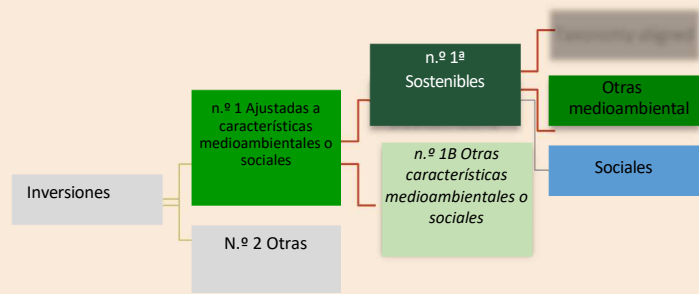 n.º 1ª
Sostenibles
Otras
medioambiental
n.º 1 Ajustadas a
características
medioambientales o
sociales
n.º 1B Otras
características
medioambientales o
sociales
Sociales
Inversiones
N.º 2 Otras